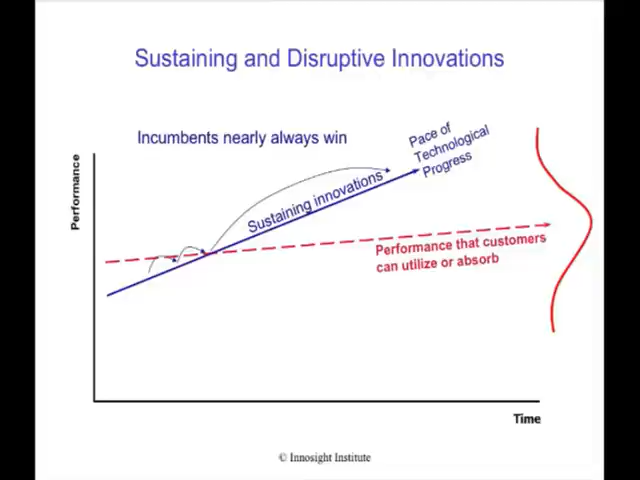 Sustaining and Disruptive Innovations
Incumbents nearly always win
Pace of
Technological
Progress
Performance
Sustaining innovations
Performance that customers
can utilize or absorb
Time
© Innosight Institute